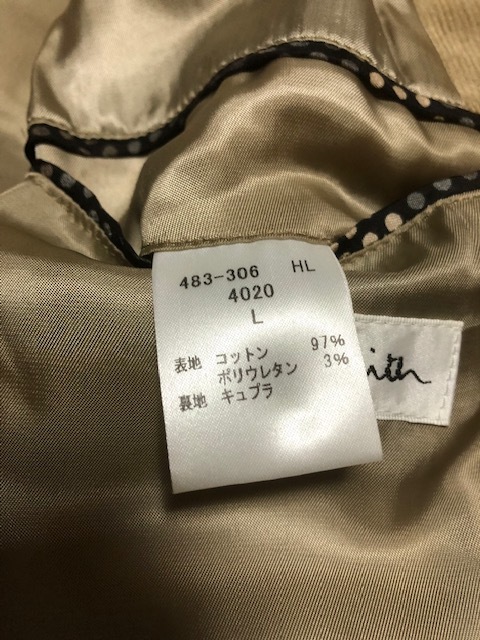 483-306 HL
4020
L
表地 コットン 97%
ポリウレタン 3%
裏地 キュプラ
ith